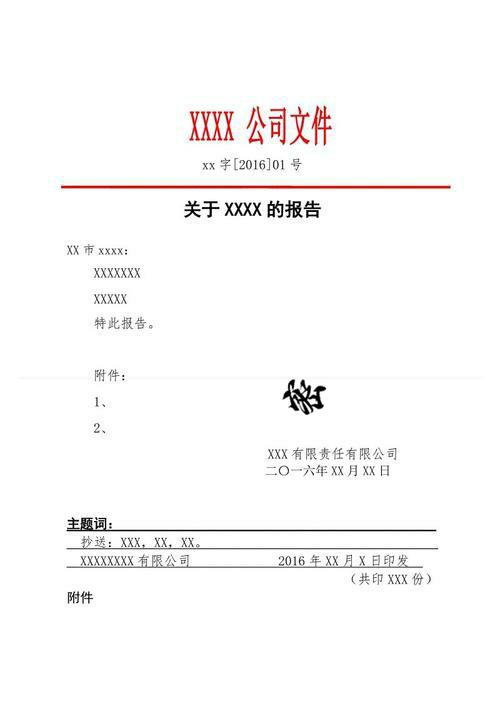 XXXX 公司文件
xx 字[2016]01 号
关于 XXXX 的报告
XX 市 xxxx：
XXXXXXX
XXXXX
特此报告。
附件：
1、
2、
XXX 有限责任有限公司
二〇一六年 XX 月 XX 日
主题词：
抄送：XXX，XX，XX。
XXXXXXXX 有限公司 2016 年 XX 月 X 日印发
（共印 XXX 份）
附件